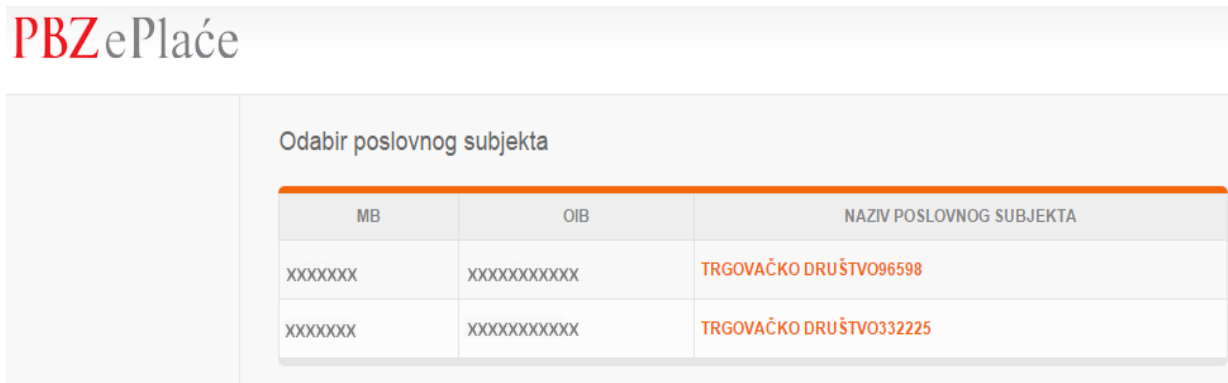 PBZePlaće
Odabir poslovnog subjekta
MB OIB NAZIV POSLOVNOG SUBJEKTA
XXXXXXX XXXXXXXXXXX TRGOVAČKO DRUŠTVO96598
XXXXXXX XXXXXXXXXXX TRGOVAČKO DRUŠTVO332225